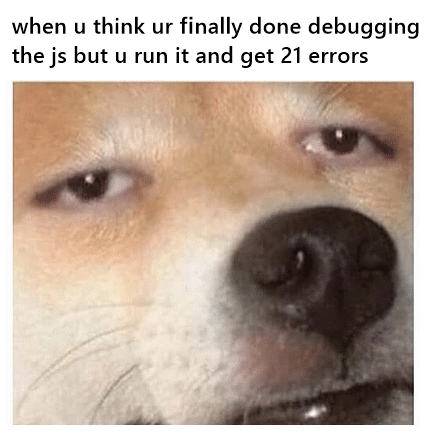 when u think ur finally done debugging
the js but u run it and get 21 errors